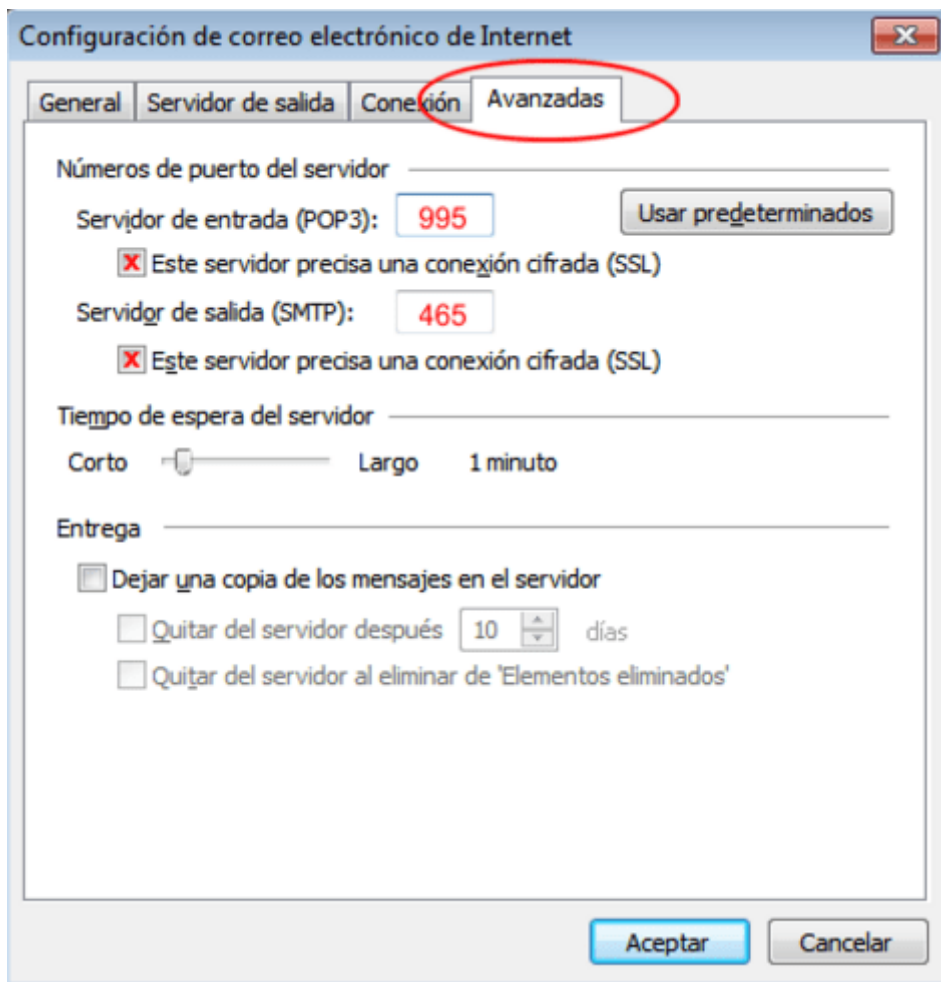 Configuración de correo electrónico de Internet
General Servidor de salida Conexión Avanzadas
Números de puerto del servidor
Servidor de entrada (POP3): 995 Usar predeterminados
Este servidor precisa una conexión cifrada (SSL)
Servidor de salida (SMTP): 465
Este servidor precisa una conexión cifrada (SSL)
Tiempo de espera del servidor
Corto Largo 1 minuto
Entrega
Dejar una copia de los mensajes en el servidor
Quitar del servidor después 10 días
Quitar del servidor al eliminar de 'Elementos eliminados'
Aceptar Cancelar